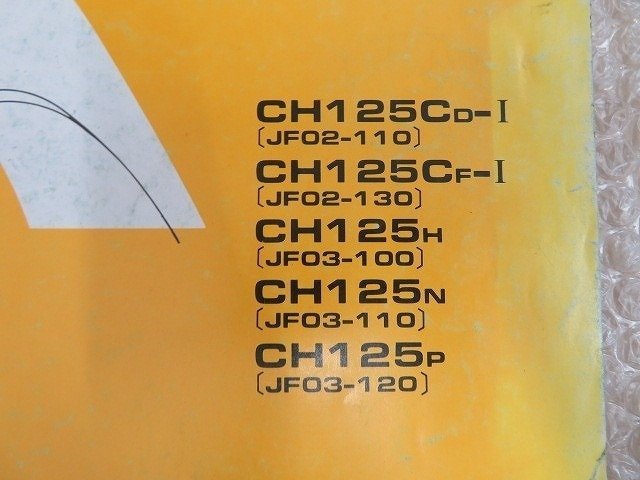 CH125CD-I
〔JF02-110〕
CH125CF-I
〔JF02-130〕
CH125H
〔JF03-100〕
CH125N
〔JF03-110〕
CH125P
〔JF03-120〕